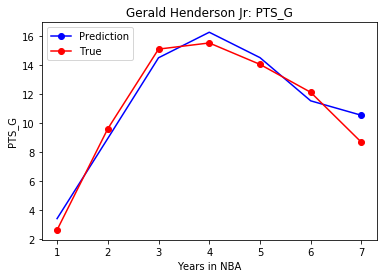 Gerald Henderson Jr: PTS_G
Prediction
True
16
14
12
10
8
6
4
2
PTS_G
1 2 3 4 5 6 7
Years in NBA